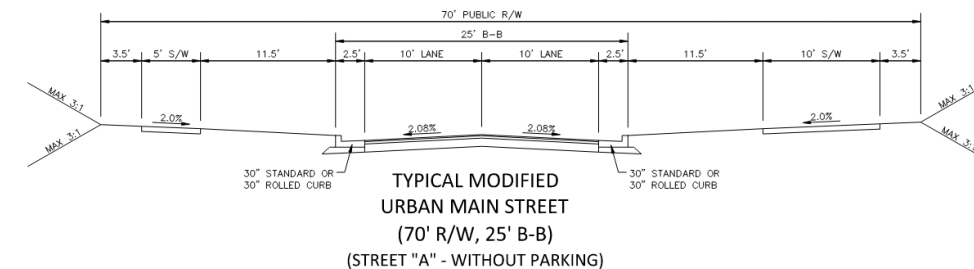 70' PUBLIC R/W
25' B-B
3.5' 5' S/W 11.5' 2.5' 10' LANE 10' LANE 2.5' 11.5' 10' S/W 3.5'
MAX 3:1 MAX 3:1
2.0% 2.08% 2.08% 2.0%
MAX 3:1 MAX 3:1
30" STANDARD OR 30" STANDARD OR
30" ROLLED CURB 30" ROLLED CURB
TYPICAL MODIFIED
URBAN MAIN STREET
(70' R/W, 25' B-B)
(STREET "A" - WITHOUT PARKING)